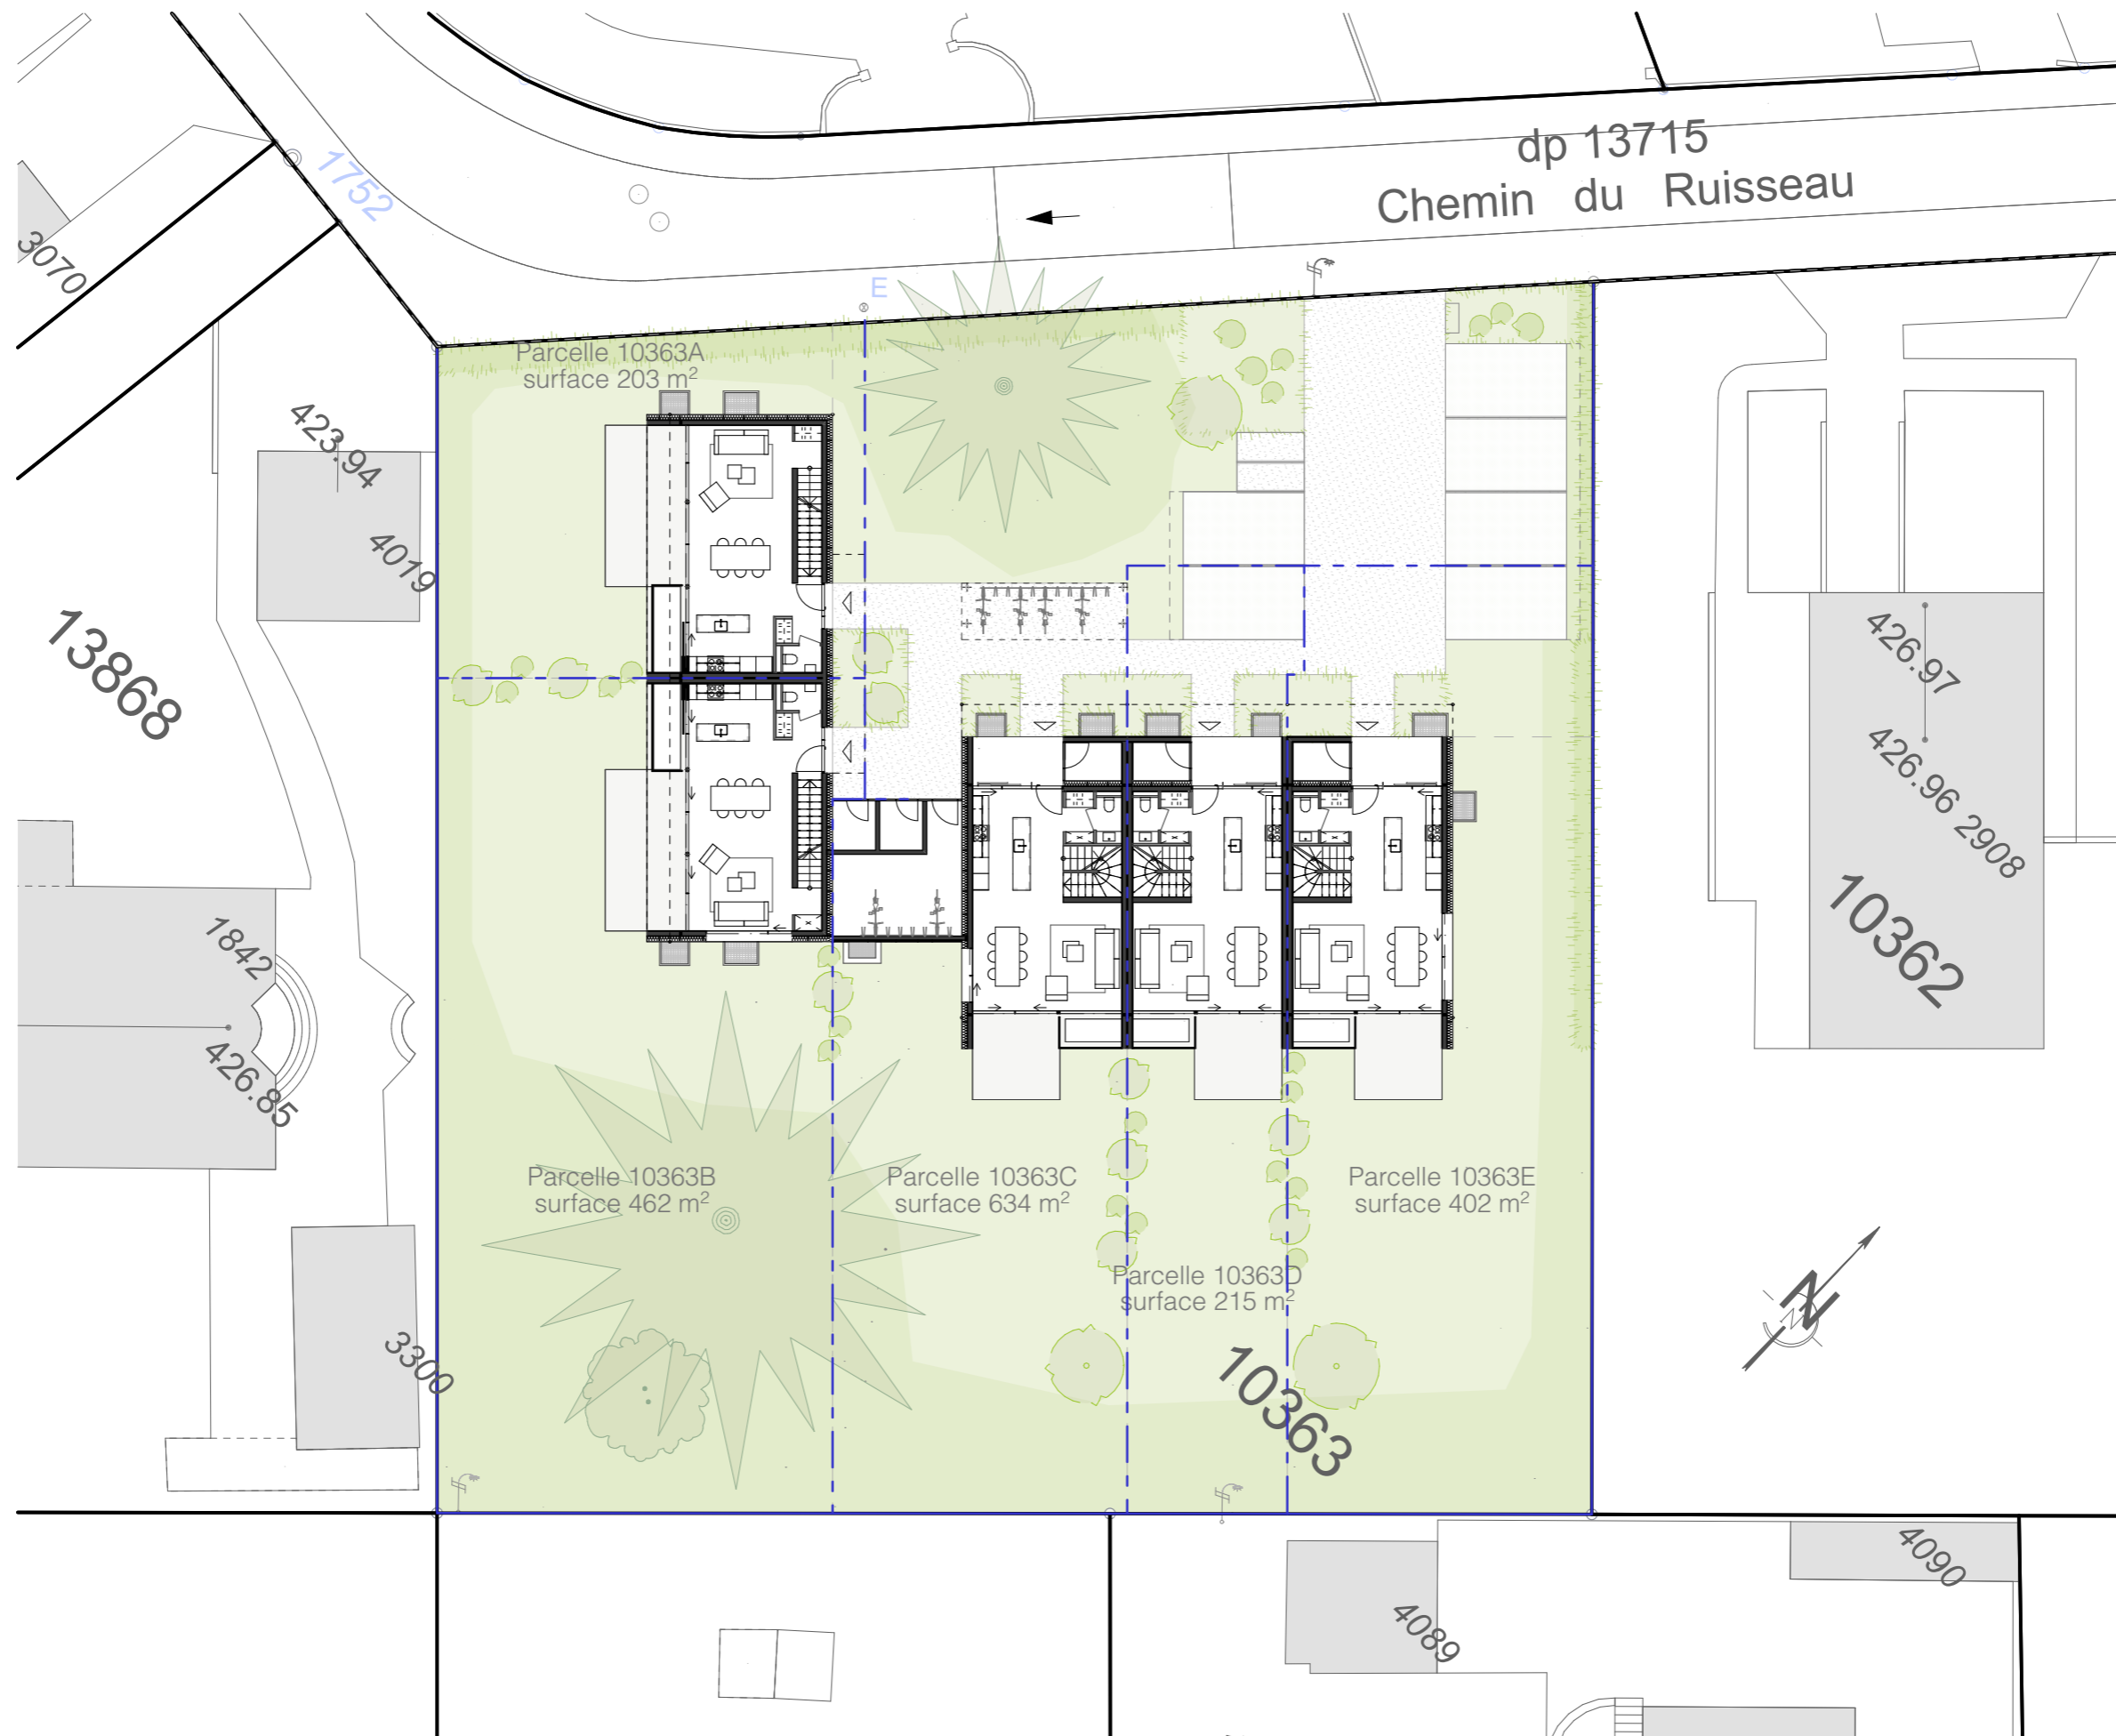 dp 13715
Chemin du Ruisseau
1752
3070
E
Parcelle 10363A
surface 203 m²
423.94
4019
13868
426.97
426.96 2908
10362
1842
426.85
Parcelle 10363B
surface 462 m²
Parcelle 10363C
surface 634 m²
Parcelle 10363E
surface 402 m²
Parcelle 10363D
surface 215 m²
N
10363
3300
4090
4089